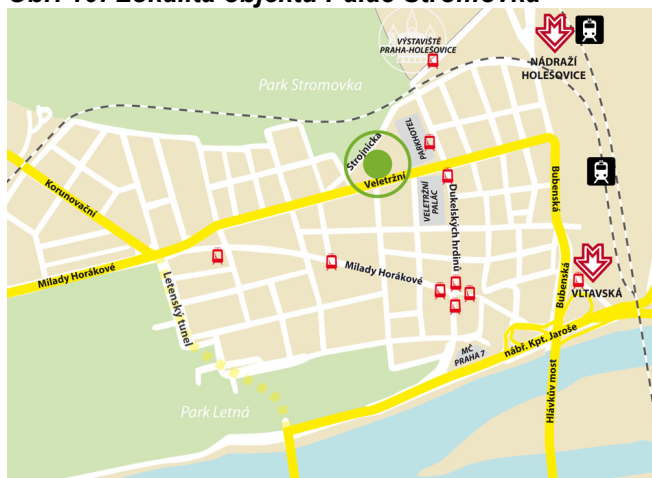 Obr. 10: Lokalita objektu Palác Stromovka
VÝSTAVIŠTĚ
PRAHA-HOLEŠOVICE
NÁDRAŽÍ
HOLEŠOVICE
Park Stromovka
Strojnická
PARKHOTEL
Korunovační
Veletržní
VELETRŽNÍ
PALÁC
Dukelských hrdinů
Bubenská
Milady Horákové
Milady Horákové
Letenský tunel
Bubenská
VLTAVSKÁ
MČ
PRAHA 7
nábř. Kpt. Jaroše
Hlávkův most
Park Letná